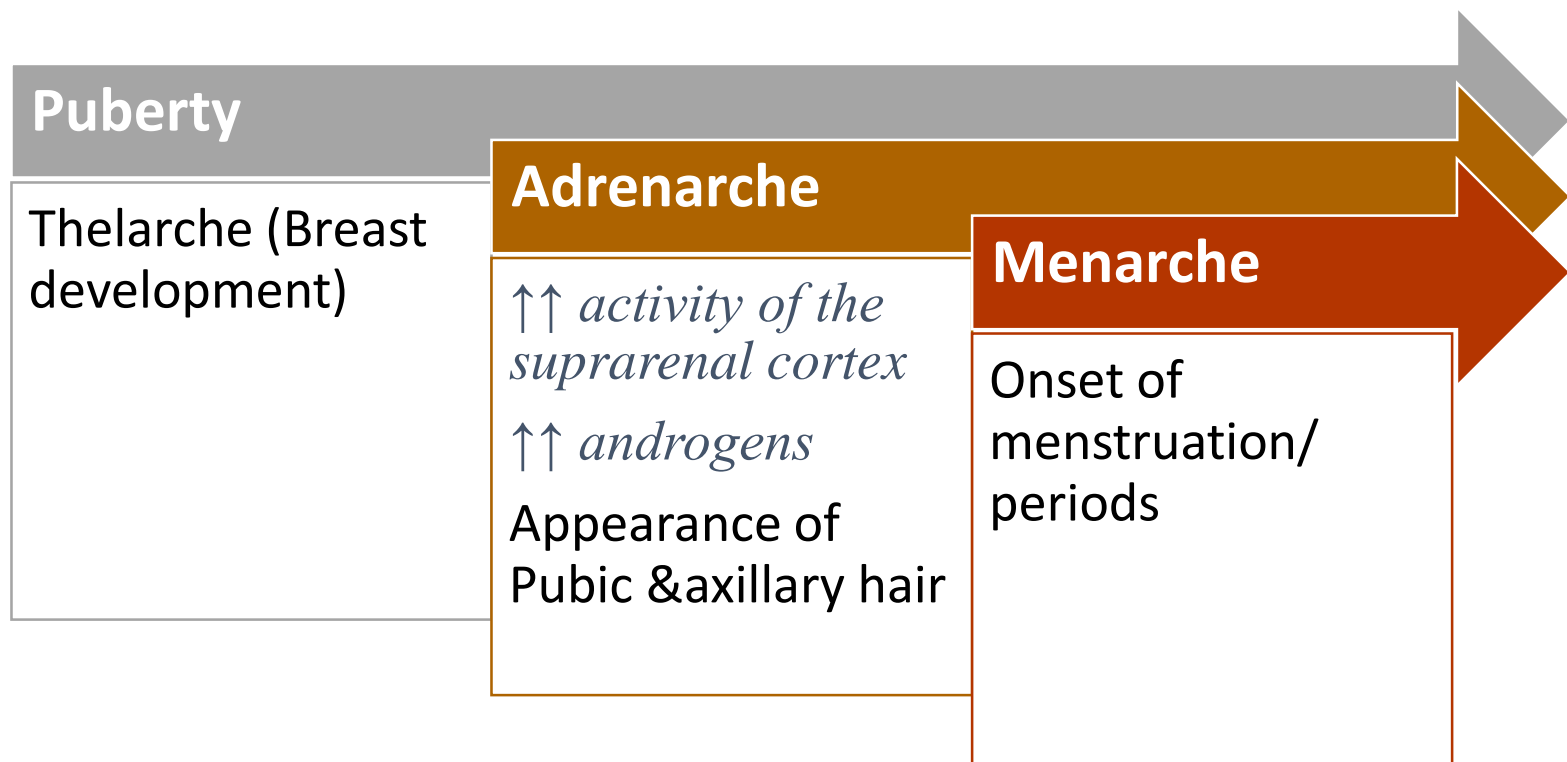 Puberty
Thelarche (Breast
development)
Adrenarche
↑↑ activity of the
suprarenal cortex
↑↑ androgens
Appearance of
Pubic &axillary hair
Menarche
Onset of
menstruation/
periods